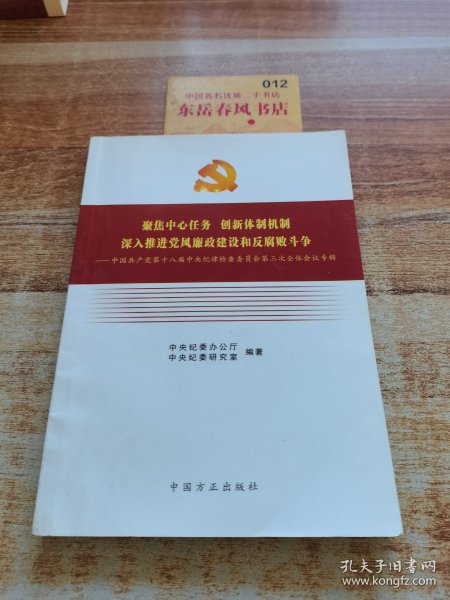 012
中国著名优质二手书店
东岳春风书店
聚焦中心任务 创新体制机制
深入推进党风廉政建设和反腐败斗争
——中国共产党第十八届中央纪律检查委员会第三次全体会议专辑
中央纪委办公厅
中央纪委研究室 编著
中国方正出版社
孔夫子旧书网
www.kongfz.com